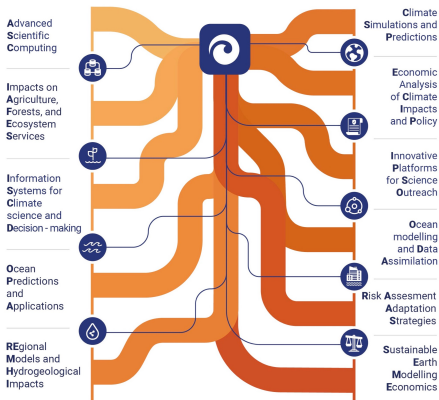 Advanced
Scientific
Computing
Impacts on
Agriculture,
Forests, and
Ecosystem
Services
Information
Systems for
Climate
science and
Decision - making
Ocean
Predictions
and
Applications
REgional
Models and
Hydrogeological
Impacts
Climate
Simulations and
Predictions
Economic
Analysis
of Climate
Impacts
and Policy
Innovative
Platforms
for Science
Outreach
Ocean
modelling
and Data
Assimilation
Risk Assesment
Adaptation
Strategies
Sustainable
Earth
Modelling
Economics